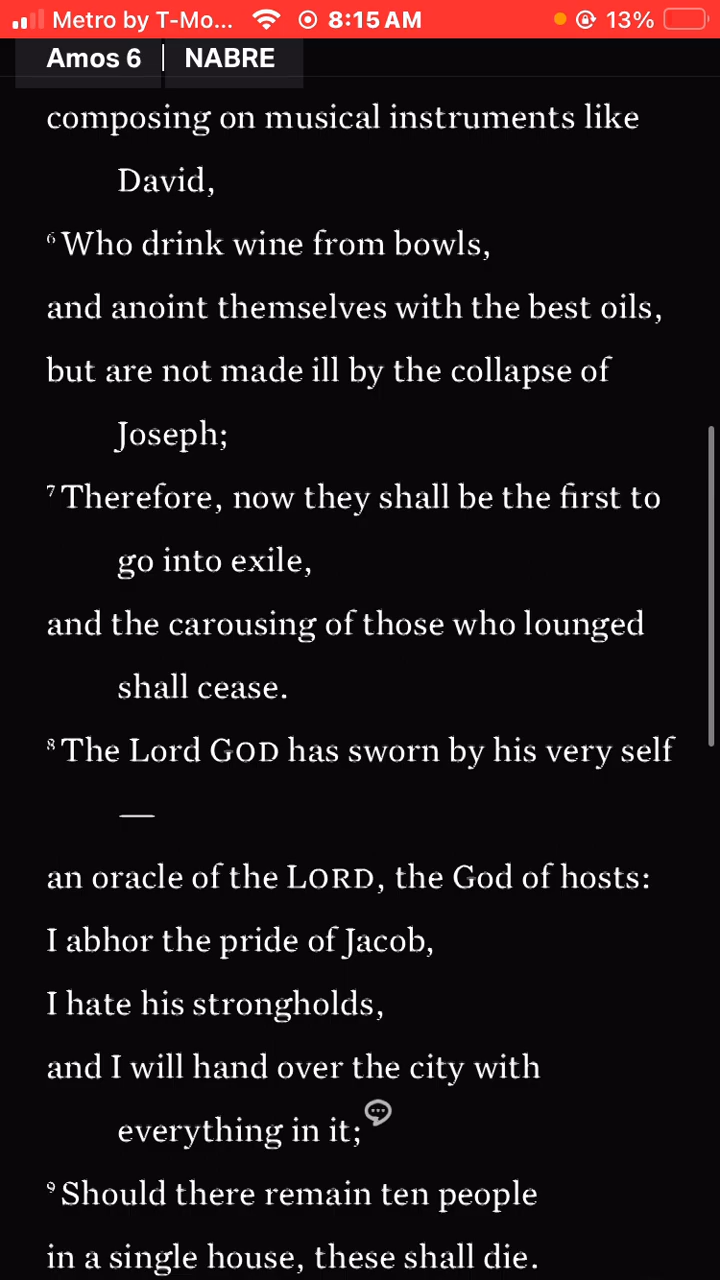 Metro by T-Mo... 8:15 AM 13%
Amos 6 | NABRE
composing on musical instruments like
David,
6 Who drink wine from bowls,
and anoint themselves with the best oils,
but are not made ill by the collapse of
Joseph;
7 Therefore, now they shall be the first to
go into exile,
and the carousing of those who lounged
shall cease.
8 The Lord GOD has sworn by his very self
—
an oracle of the LORD, the God of hosts:
I abhor the pride of Jacob,
I hate his strongholds,
and I will hand over the city with
everything in it;
9 Should there remain ten people
in a single house, these shall die.